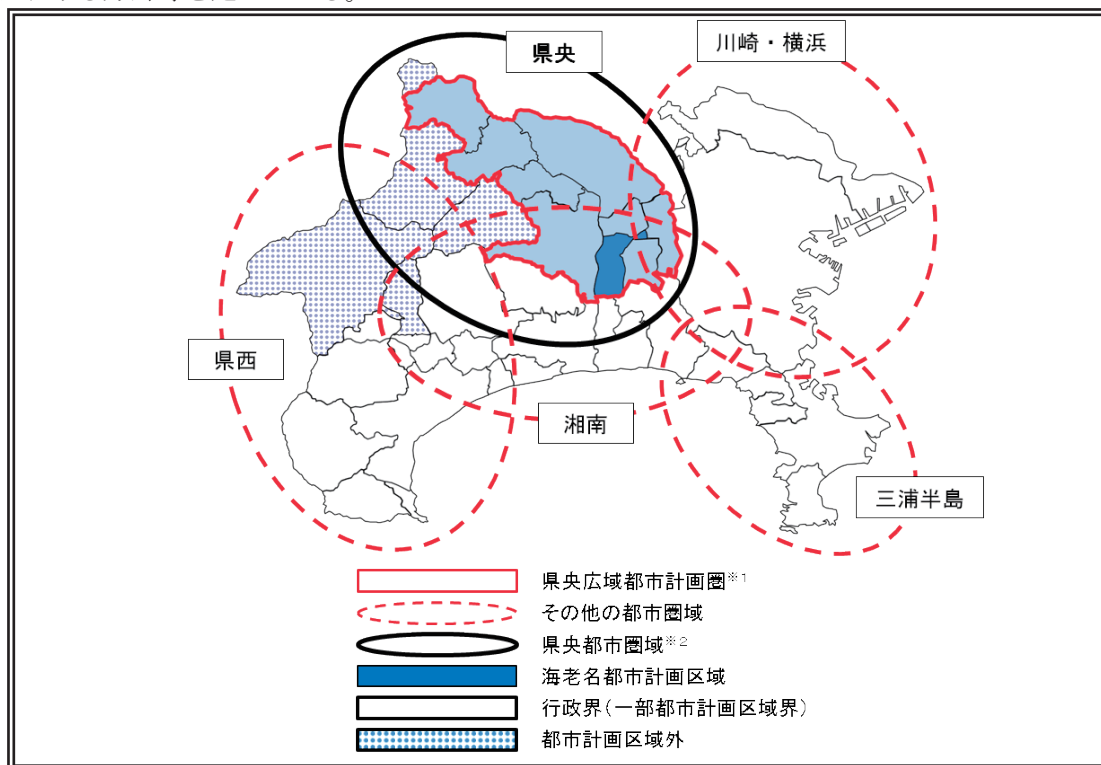 県央
川崎・横浜
県西
湘南
三浦半島
県央広域都市計画圏※1
その他の都市圏域
県央都市圏域※2
海老名都市計画区域
行政界(一部都市計画区域界)
都市計画区域外